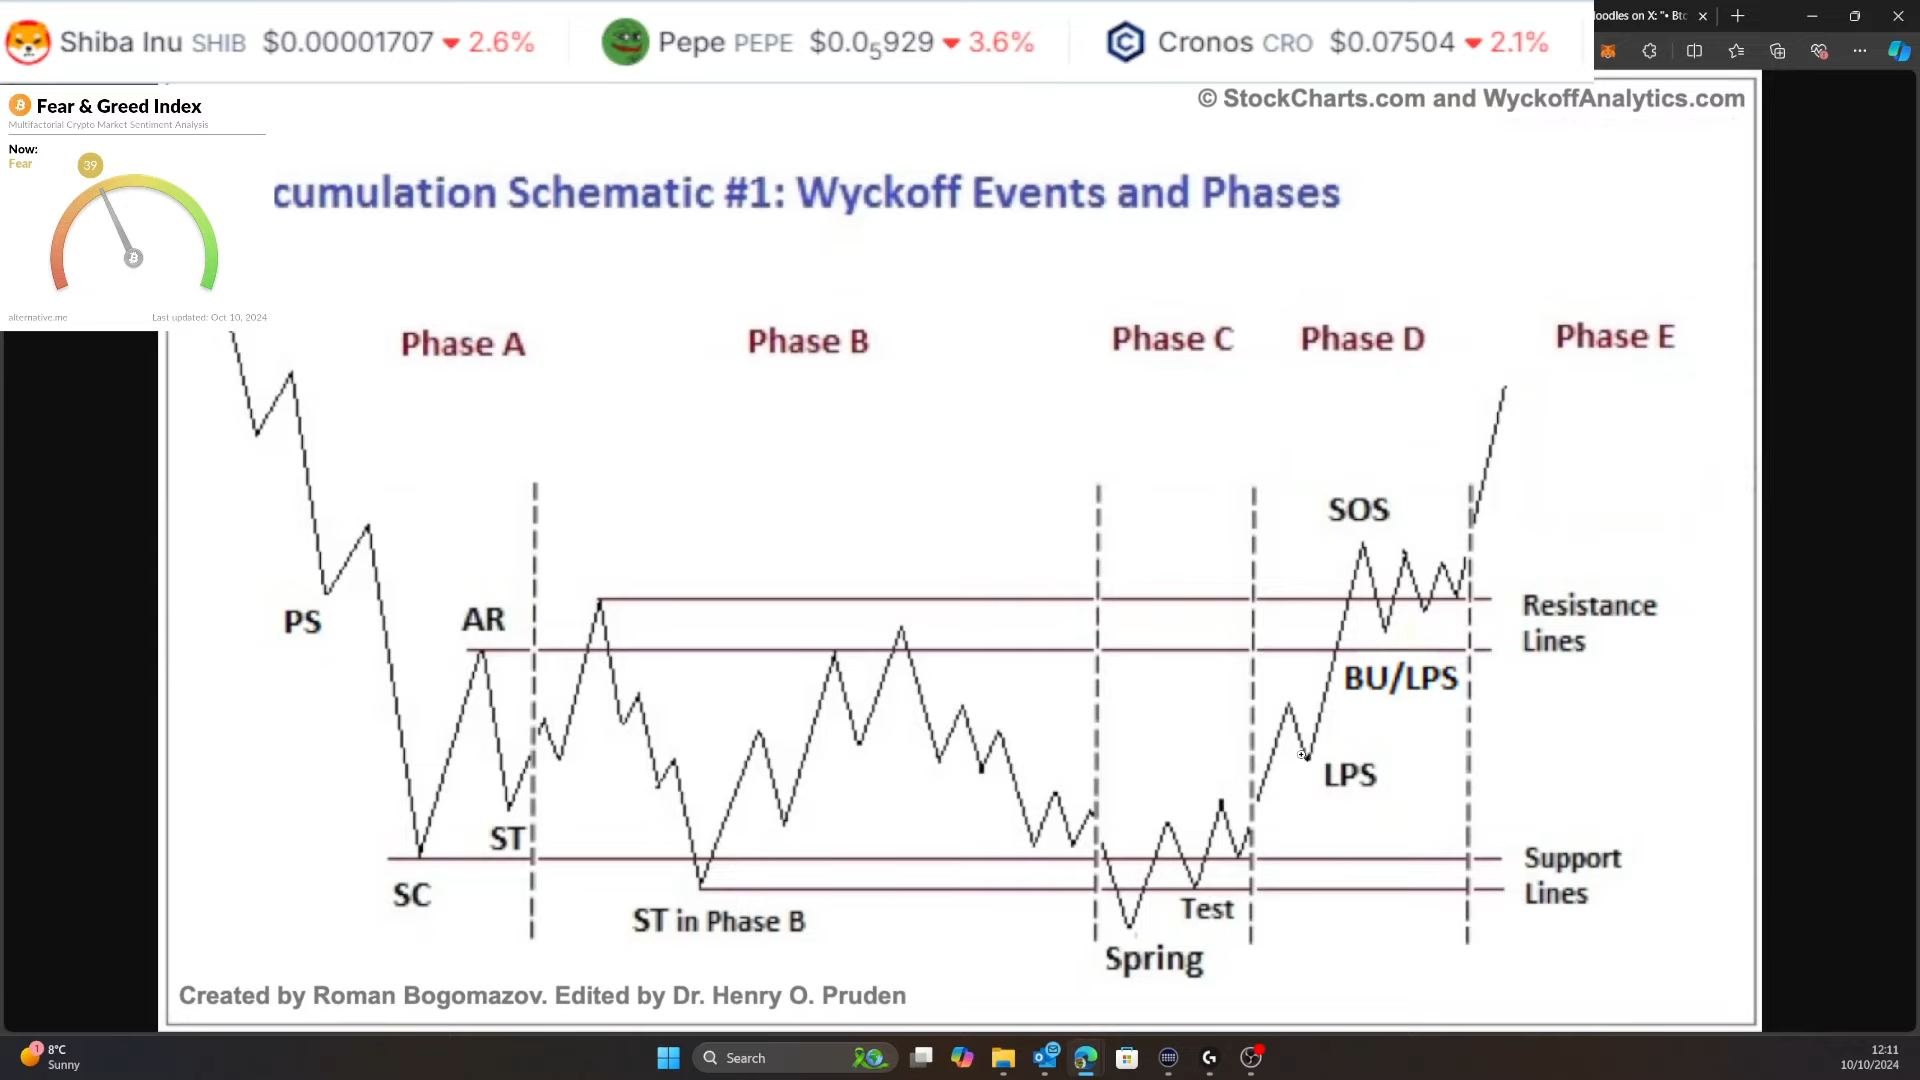 Shiba Inu SHIB $0.00001707 ▼ 2.6%
Pepe PEPE $0.0₅929 ▼ 3.6%
Cronos CRO $0.07504 ▼ 2.1%
loodles on X: "• Btc
© StockCharts.com and WyckoffAnalytics.com
Fear & Greed Index
Multifactorial Crypto Market Sentiment Analysis
Now:
Fear
39
alternative.me
Last updated: Oct 10, 2024
cumulation Schematic #1: Wyckoff Events and Phases
Phase A
Phase B
Phase C
Phase D
Phase E
SOS
PS
AR
Resistance
Lines
BU/LPS
LPS
ST
SC
Support
Lines
ST in Phase B
Test
Spring
Created by Roman Bogomazov. Edited by Dr. Henry O. Pruden
1
8°C
Sunny
Search
12:11
10/10/2024